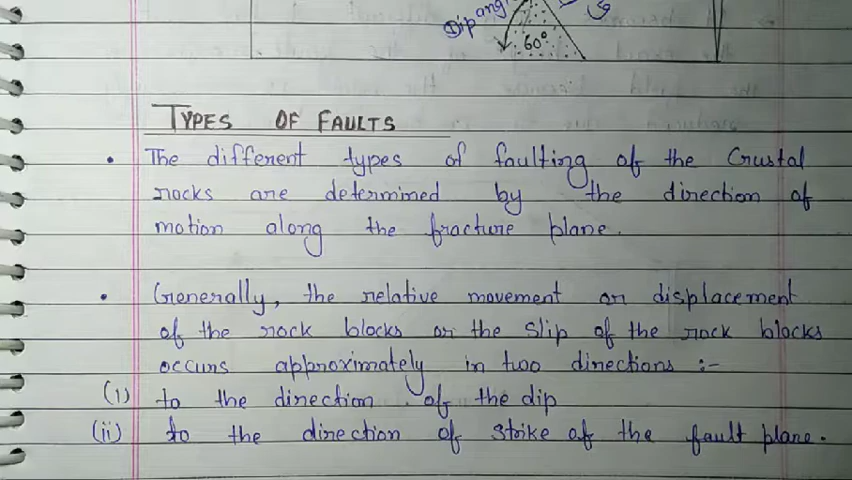 Dip ang
60°
TYPES OF FAULTS
• The different types of faulting of the Crustal
rocks are determined by the direction of
motion along the fracture plane.
• Generally, the relative movement or displacement
of the rock blocks or the slip of the rock blocks
occurs approximately in two directions :-
(i) to the direction of the dip
(ii) to the direction of strike of the fault plane.